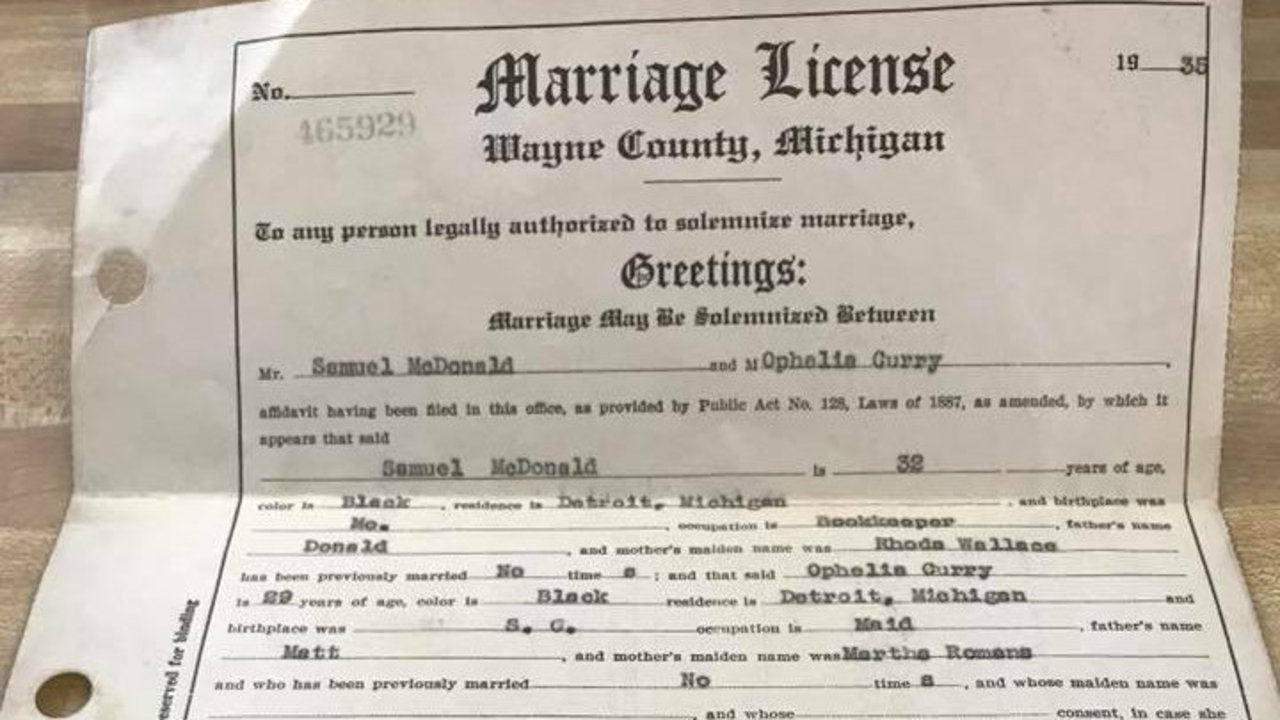 No. Marriage License 19 35
465929
Wayne County, Michigan
To any person legally authorized to solemnize marriage,
Greetings:
Marriage May Be Solemnized Between
Mr. Samuel McDonald and M Ophelia Curry,
affidavit having been filed in this office, as provided by Public Act No. 128, Laws of 1887, as amended, by which it
appears that said
Samuel McDonald is 32 years of age,
color is Black, residence is Detroit, Michigan, and birthplace was
Mo., occupation is Bookkeeper, father's name
Donald, and mother's maiden name was Rhoda Wallace
has been previously married No time s; and that said Ophelia Curry
is 29 years of age, color is Black residence is Detroit, Michigan and
birthplace was S. C. occupation is Maid, father's name
Matt, and mother's maiden name was Martha Romans
and who has been previously married No time s, and whose maiden name was
, and whose consent, in case she
eserved for binding